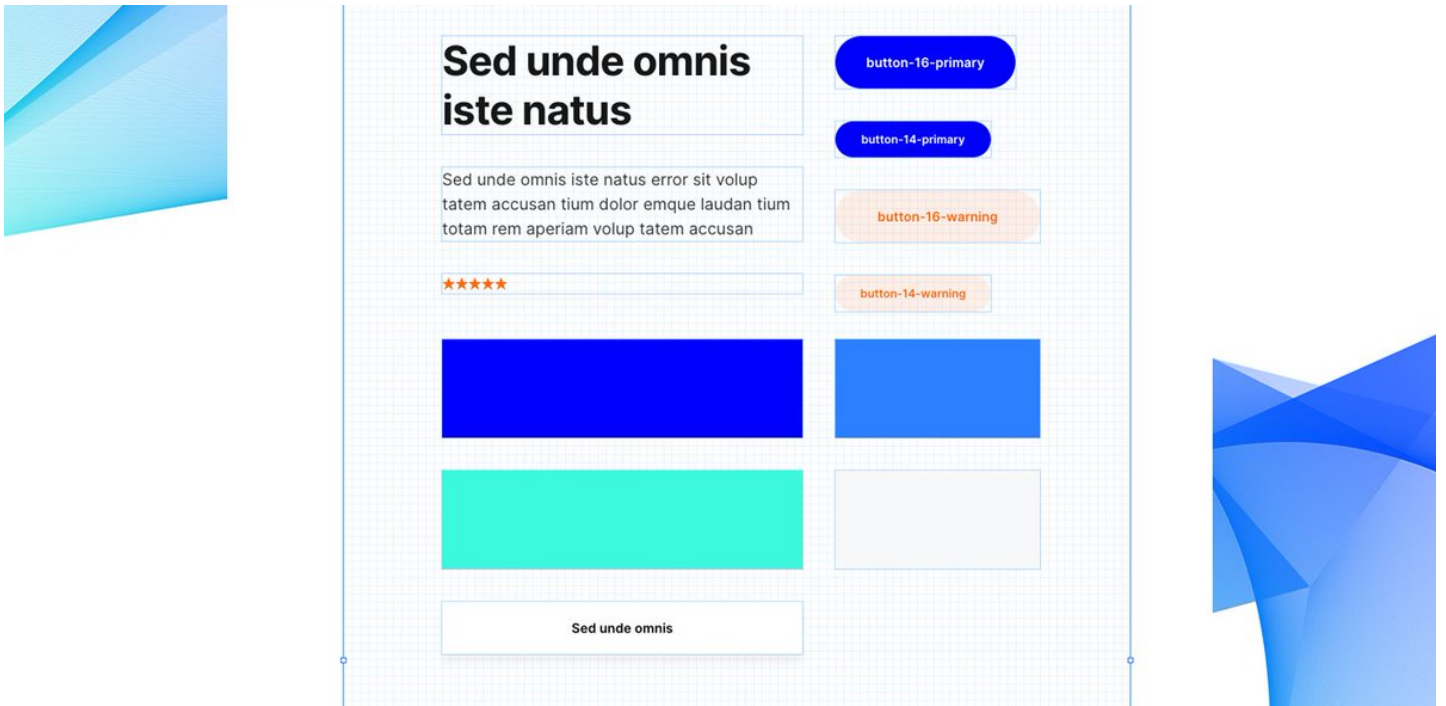 Sed unde omnis
iste natus
Sed unde omnis iste natus error sit volup
tatem accusan tium dolor emque laudan tium
totam rem aperiam volup tatem accusan
button-16-primary
button-14-primary
button-16-warning
button-14-warning
Sed unde omnis